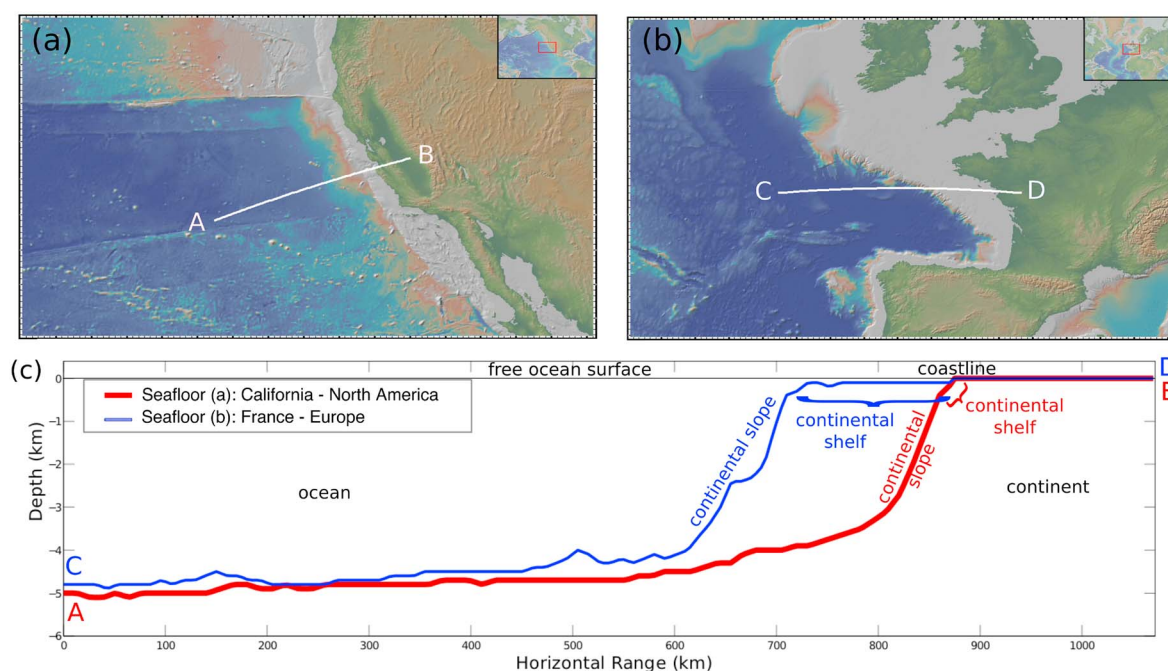 (a)
A
B
(b)
C
D
(c)
free ocean surface
coastline
D
B
Seafloor (a): California - North America
Seafloor (b): France - Europe
continental slope
continental
shelf
continental
slope
continental
shelf
ocean
continent
C
A
Depth (km)
0
−1
−2
−3
−4
−5
−6
0
100
200
300
400
500
600
700
800
900
1000
Horizontal Range (km)